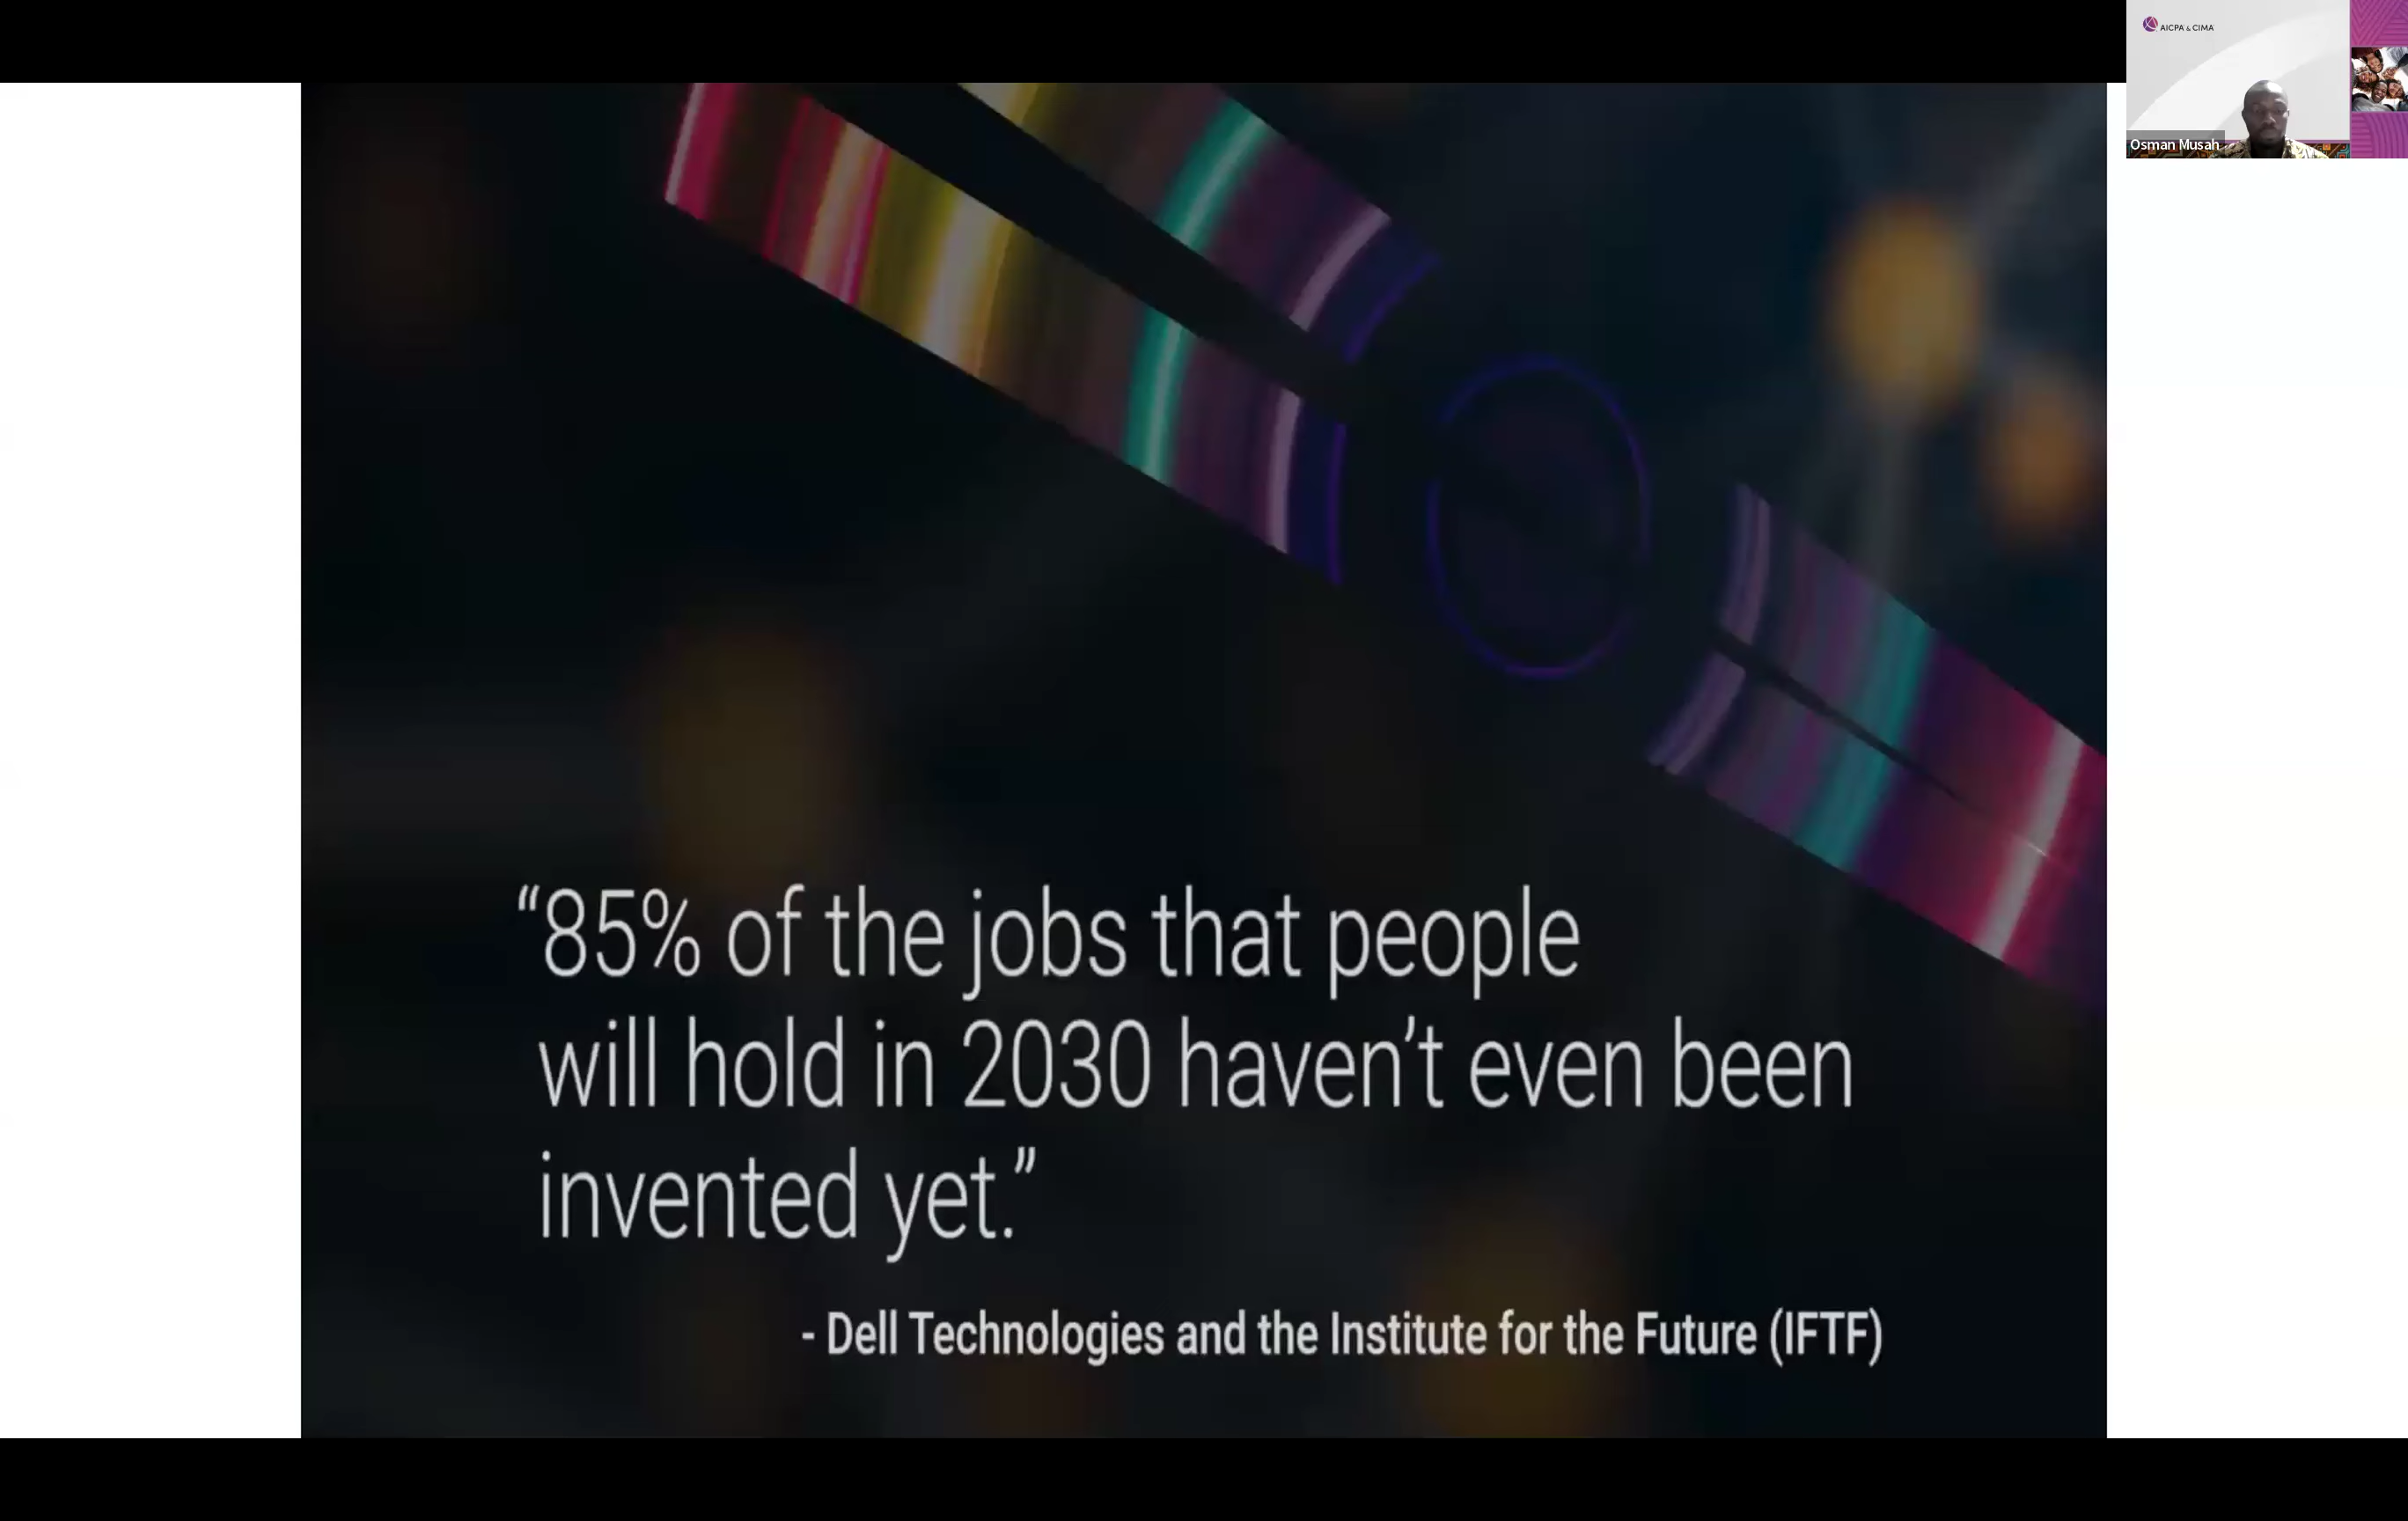 AICPA & CIMA
Osman Musah
“85% of the jobs that people
will hold in 2030 haven’t even been
invented yet.”
- Dell Technologies and the Institute for the Future (IFTF)